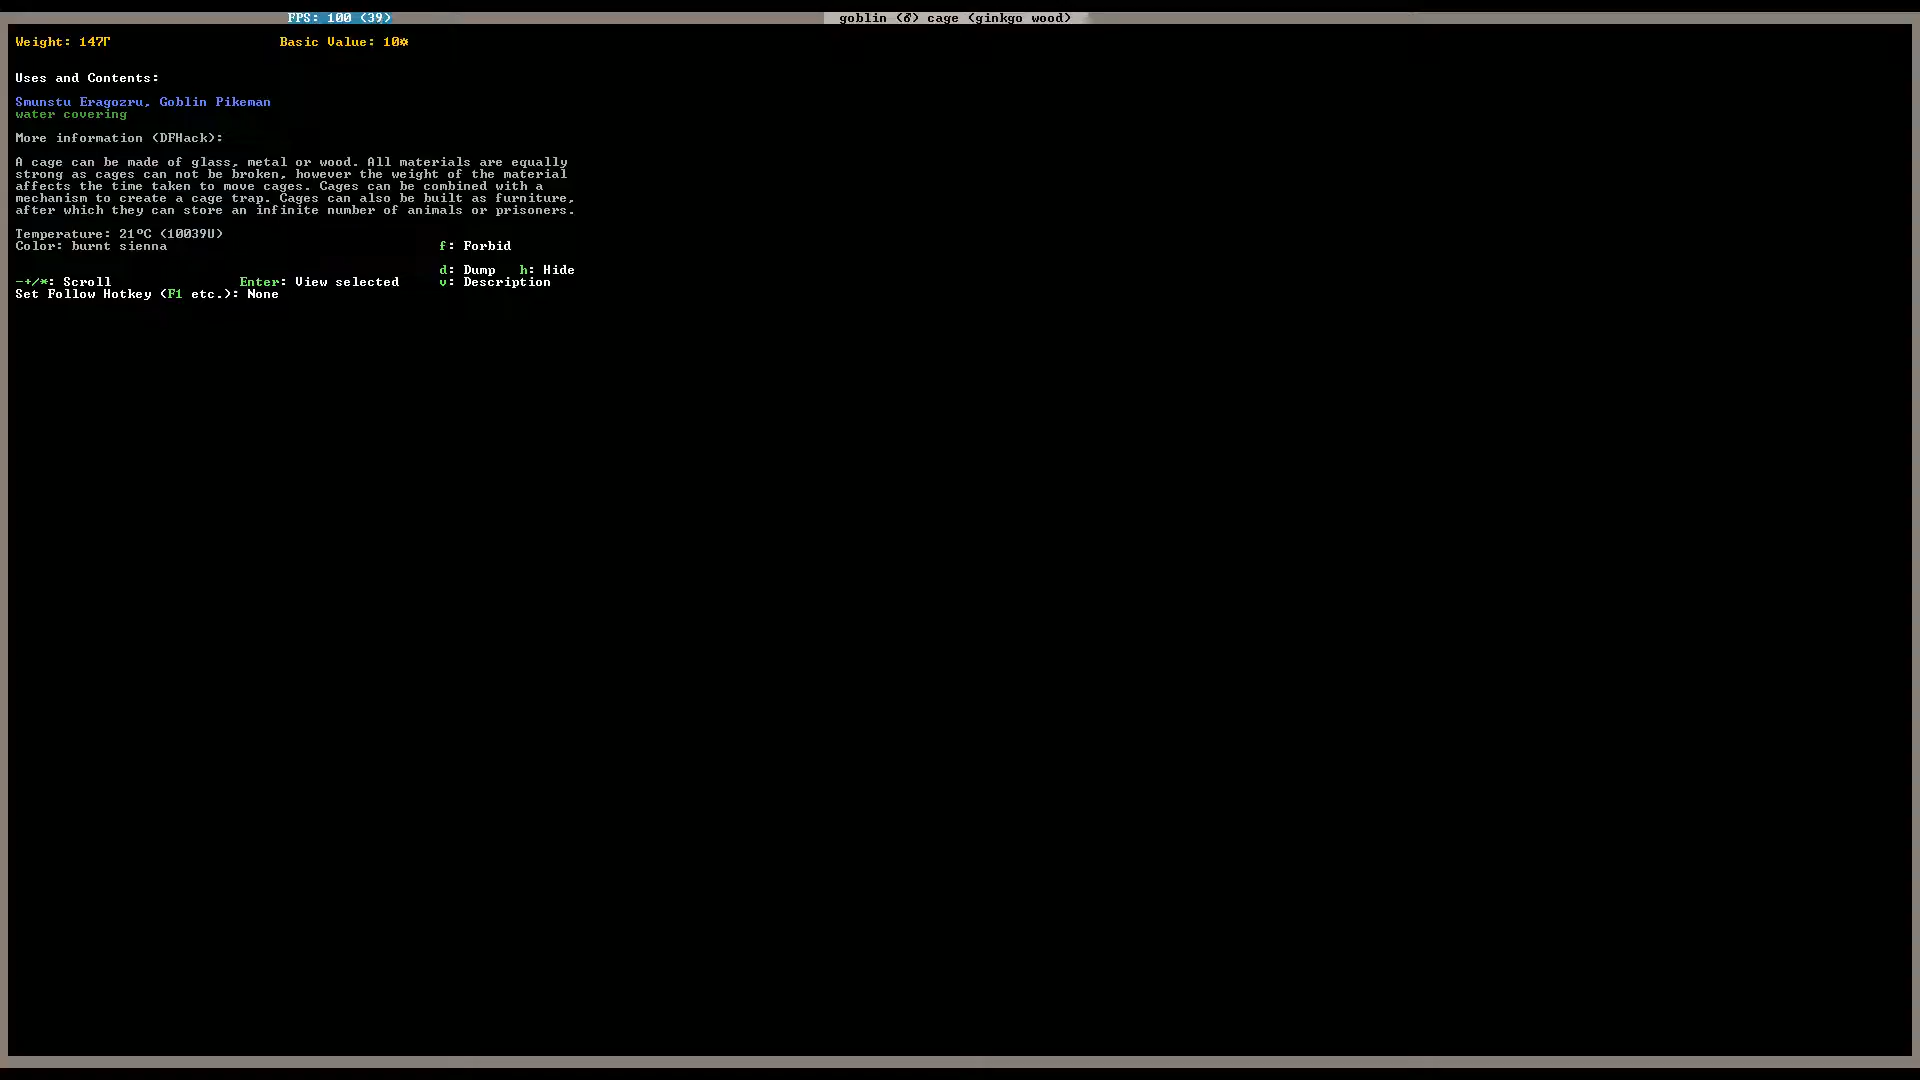 FPS: 100 (39)
goblin (♂) cage (ginkgo wood)
Weight: 147Γ Basic Value: 10☼
Uses and Contents:
Smunstu Eragozru, Goblin Pikeman
water covering
More information (DFHack):
A cage can be made of glass, metal or wood. All materials are equally
strong as cages can not be broken, however the weight of the material
affects the time taken to move cages. Cages can be combined with a
mechanism to create a cage trap. Cages can also be built as furniture,
after which they can store an infinite number of animals or prisoners.
Temperature: 21°C (10039U)
Color: burnt sienna f: Forbid
d: Dump h: Hide
-+/*: Scroll Enter: View selected v: Description
Set Follow Hotkey (F1 etc.): None